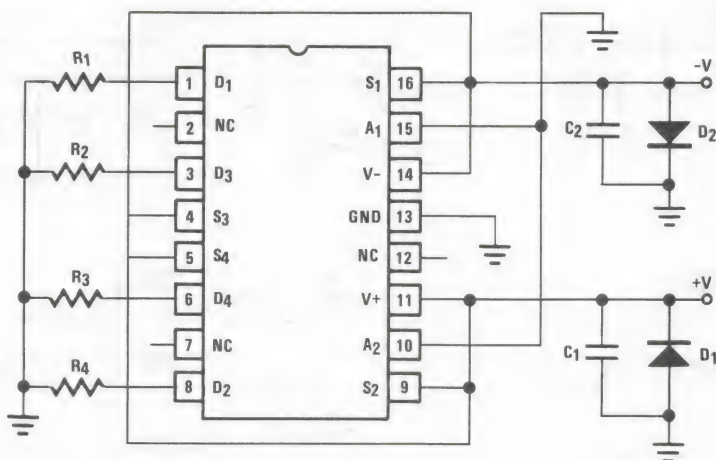 R1
R2
R3
R4
1 D1
2 NC
3 D3
4 S3
5 S4
6 D4
7 NC
8 D2
S1 16
A1 15
V- 14
GND 13
NC 12
V+ 11
A2 10
S2 9
-V
C2
D2
+V
C1
D1